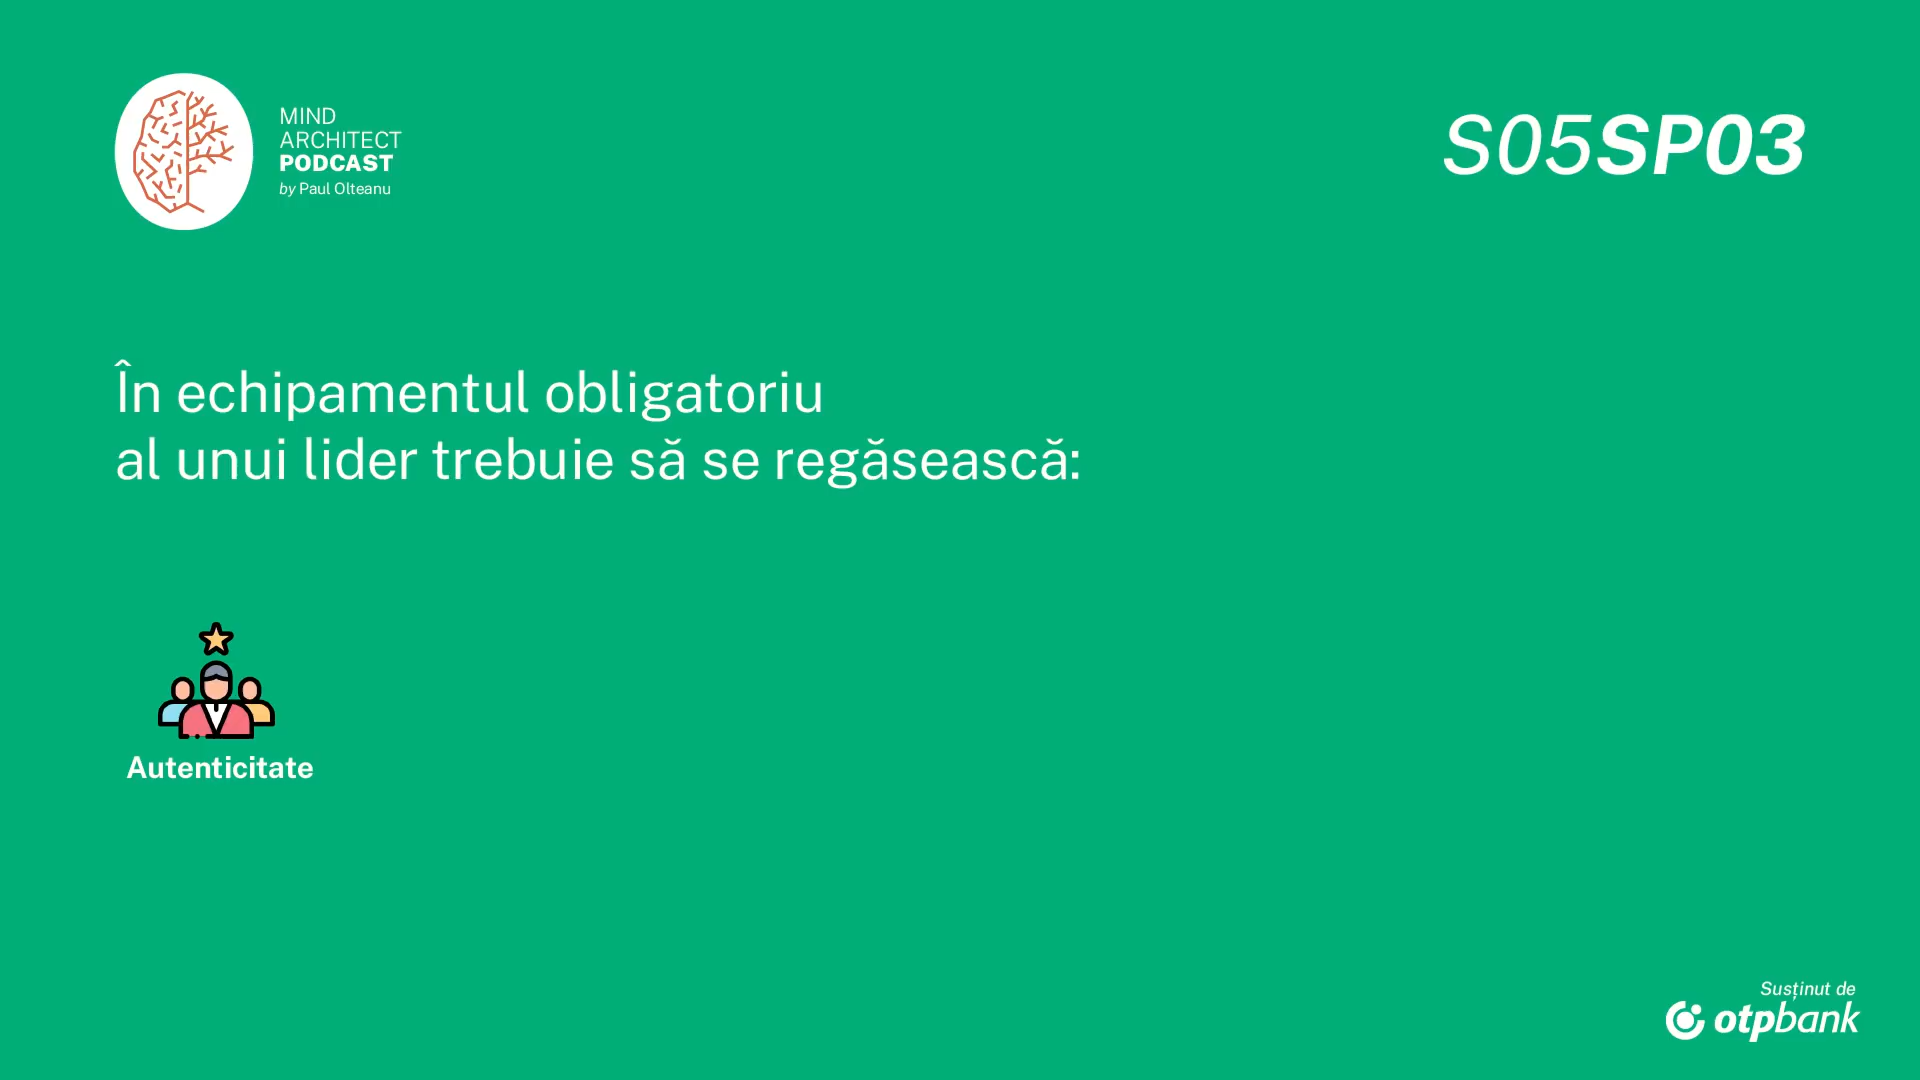 MIND
ARCHITECT
PODCAST
by Paul Olteanu
S05SP03
În echipamentul obligatoriu
al unui lider trebuie să se regăsească:
Autenticitate
Susținut de
otpbank